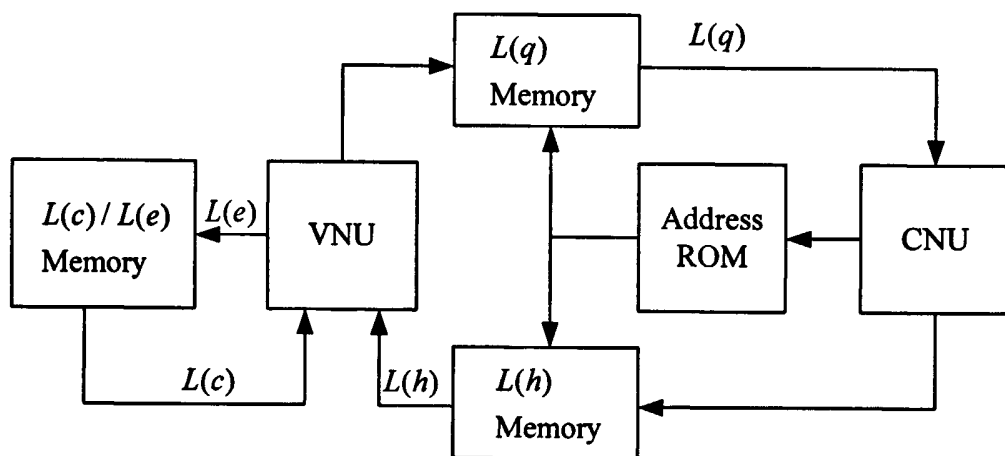 L(q)
Memory
L(q)
L(c) / L(e)
Memory
L(e)
VNU
Address
ROM
CNU
L(c)
L(h)
L(h)
Memory